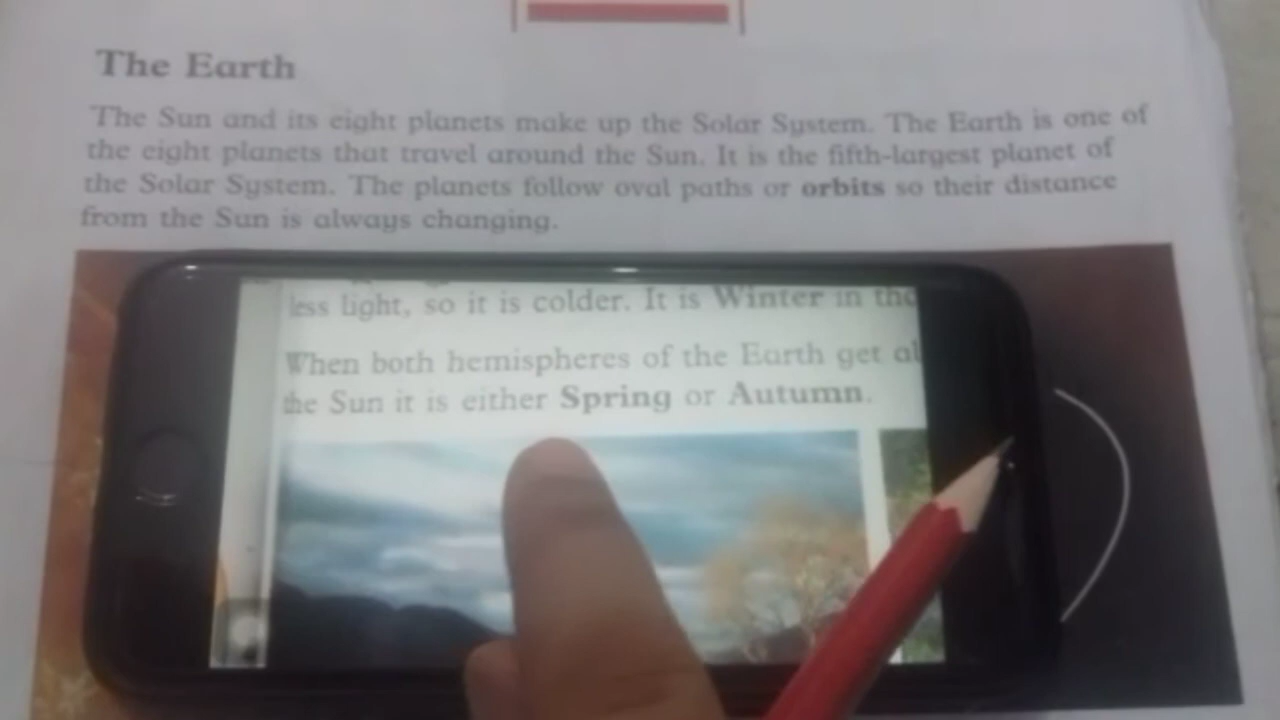 The Earth
The Sun and its eight planets make up the Solar System. The Earth is one of
the eight planets that travel around the Sun. It is the fifth-largest planet of
the Solar System. The planets follow oval paths or orbits so their distance
from the Sun is always changing.
less light, so it is colder. It is Winter in
When both hemispheres of the Earth get
the Sun it is either Spring or Autumn.